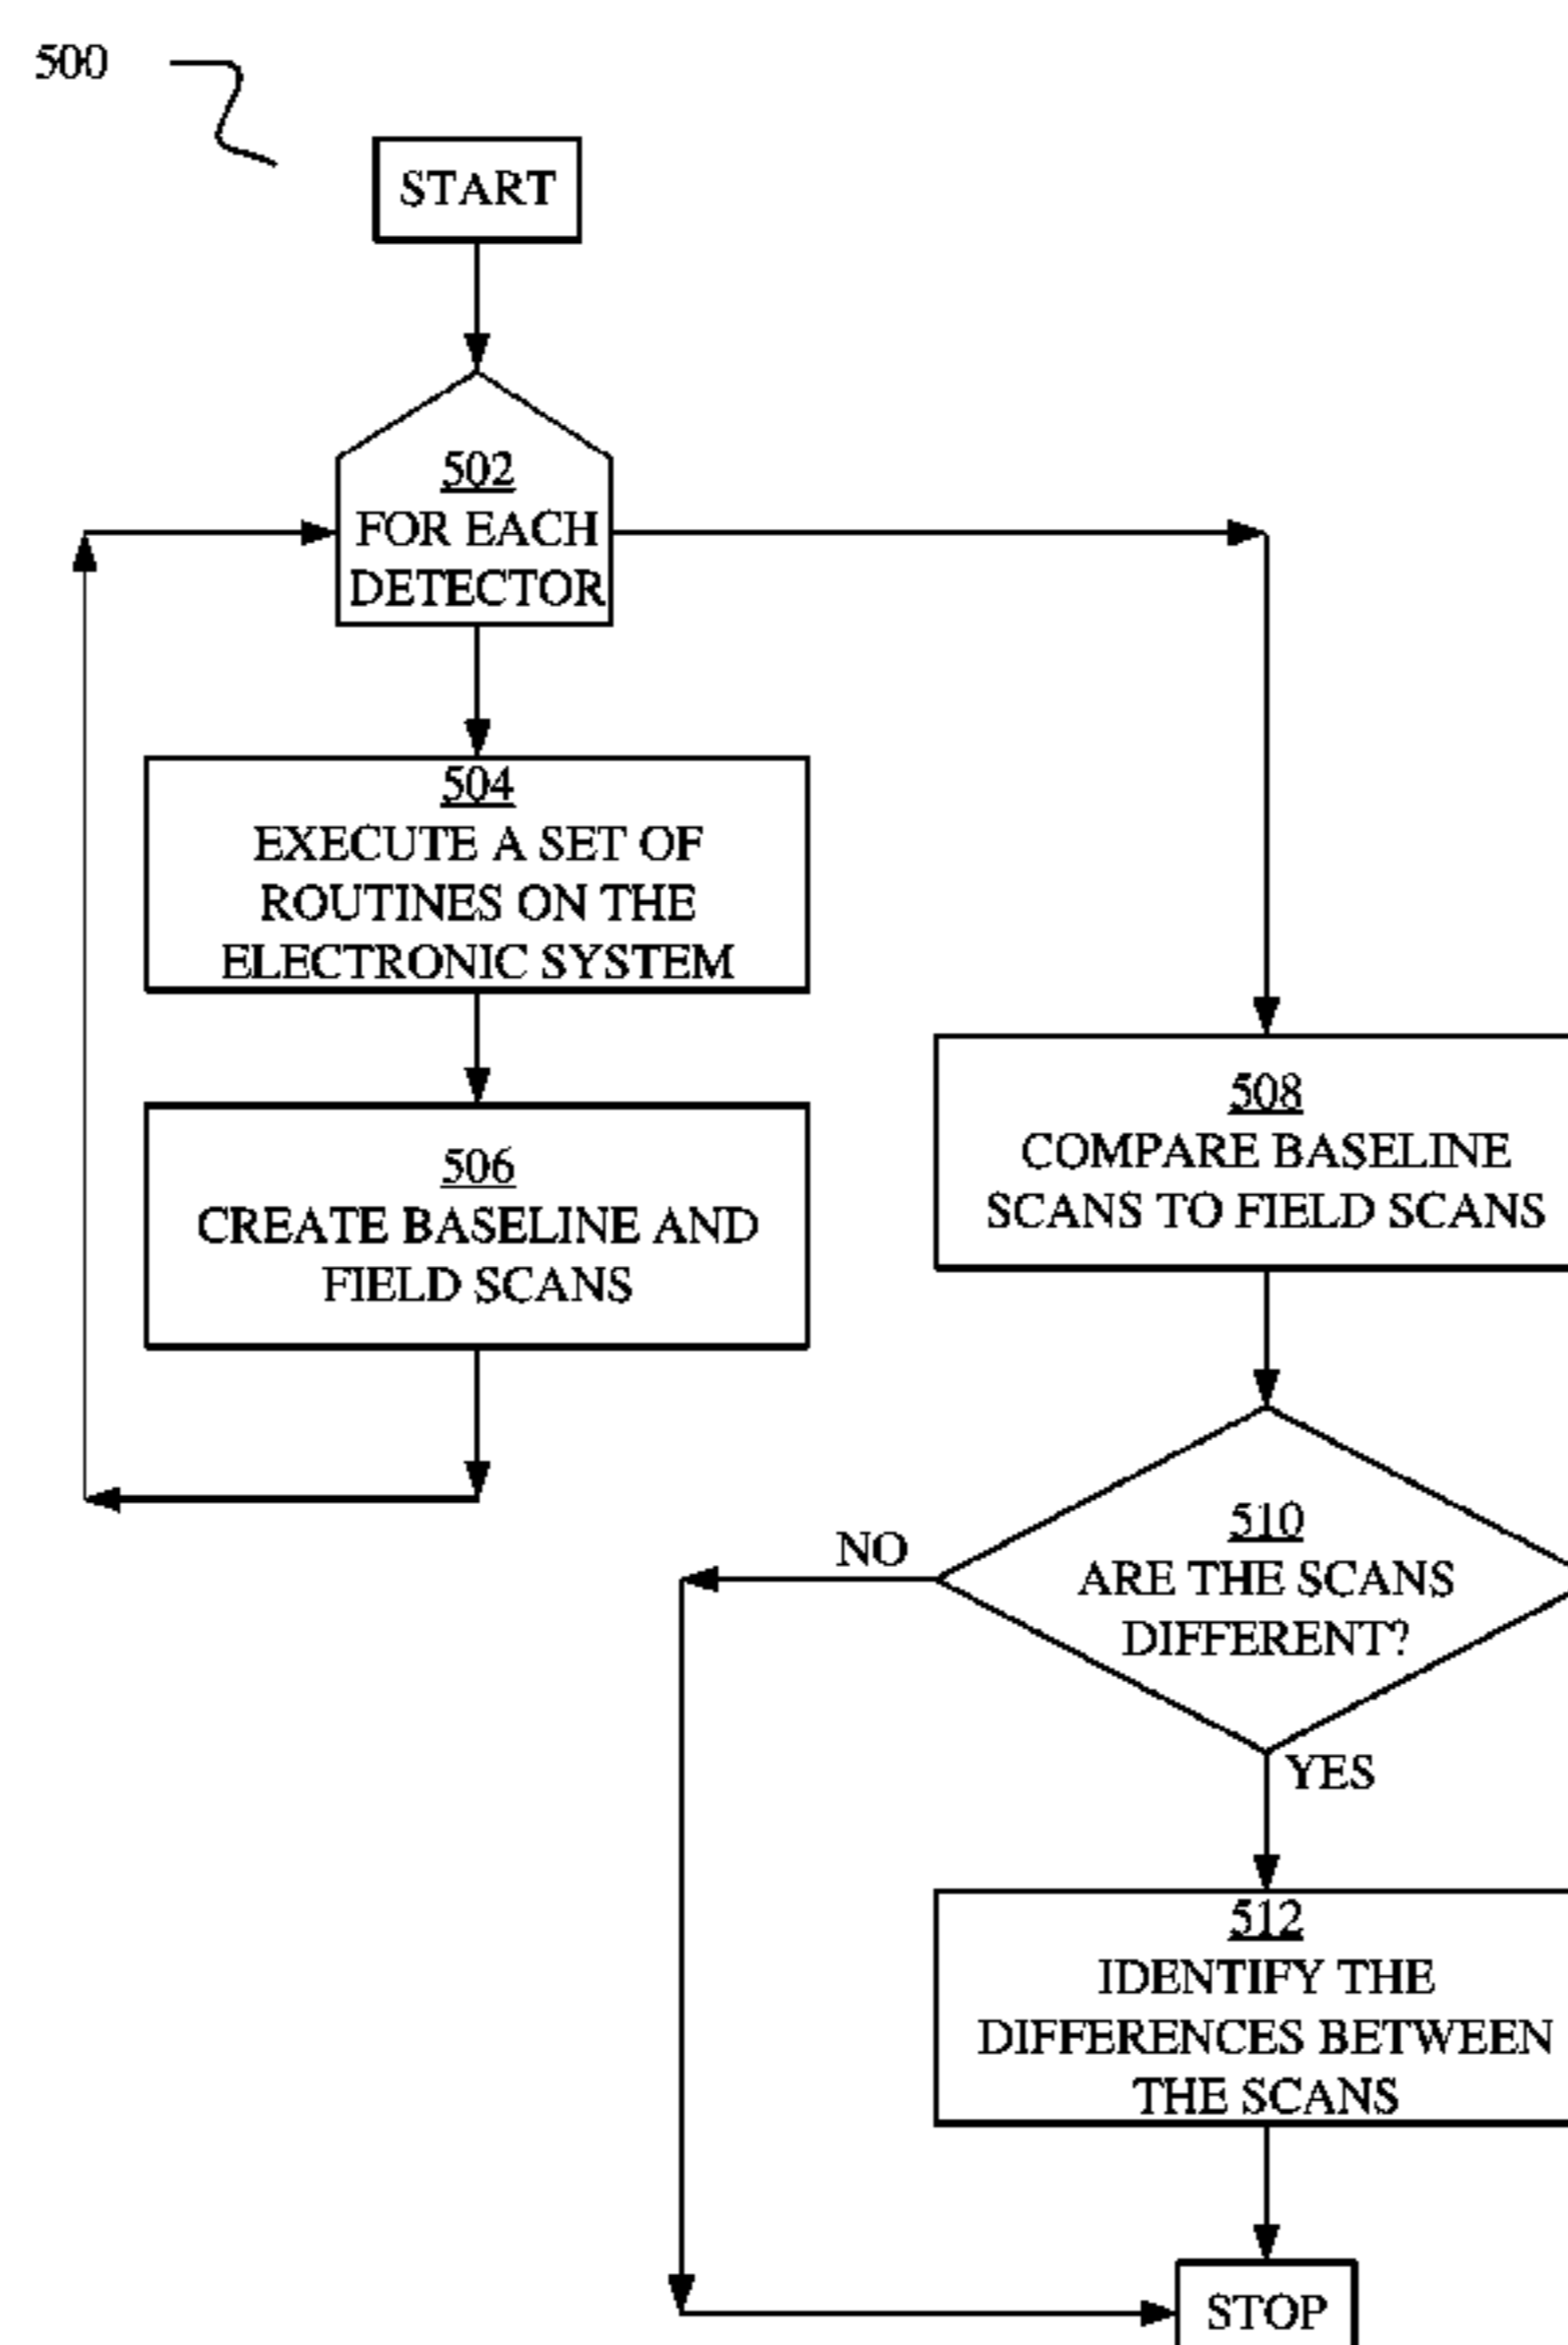 500
START
502
FOR EACH
DETECTOR
504
EXECUTE A SET OF
ROUTINES ON THE
ELECTRONIC SYSTEM
506
CREATE BASELINE AND
FIELD SCANS
508
COMPARE BASELINE
SCANS TO FIELD SCANS
510
ARE THE SCANS
DIFFERENT?
NO
YES
512
IDENTIFY THE
DIFFERENCES BETWEEN
THE SCANS
STOP